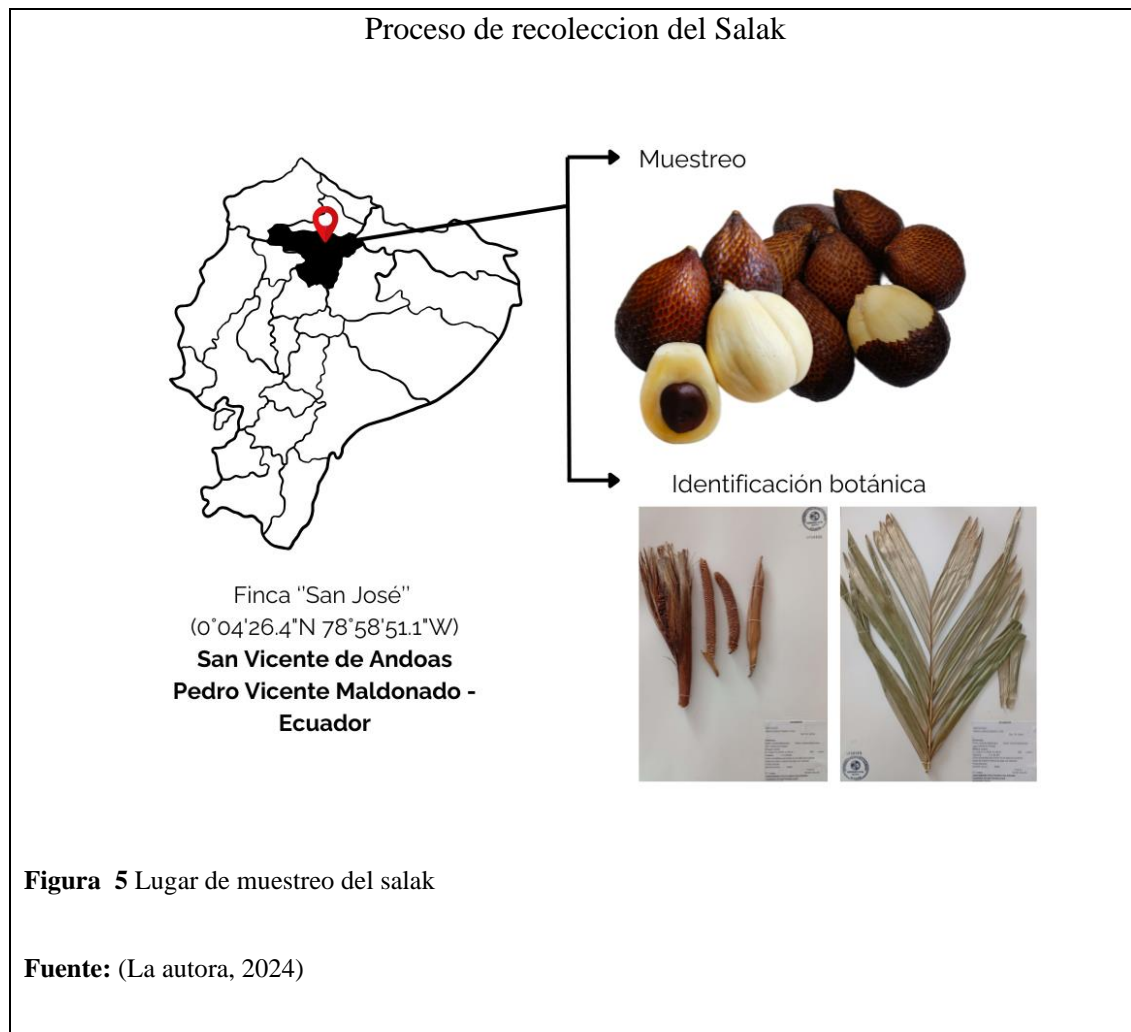 Proceso de recoleccion del Salak
Muestreo
Identificación botánica
Finca ‘‘San José’’
(0°04'26.4"N 78°58'51.1"W)
San Vicente de Andoas
Pedro Vicente Maldonado -
Ecuador
Figura  5 Lugar de muestreo del salak
Fuente: (La autora, 2024)